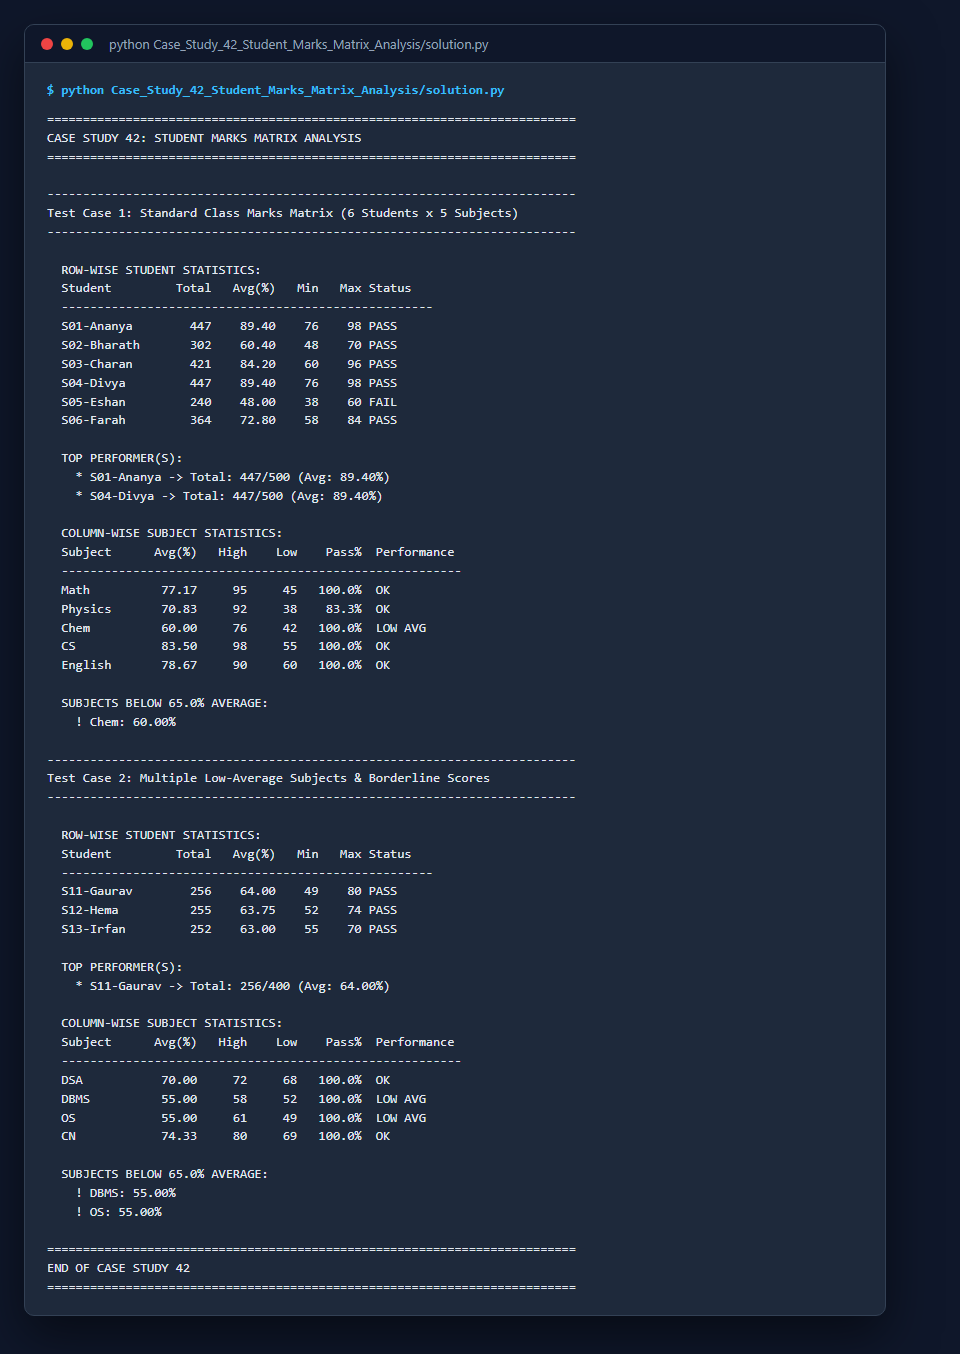 python Case_Study_42_Student_Marks_Matrix_Analysis/solution.py
$ python Case_Study_42_Student_Marks_Matrix_Analysis/solution.py
==========================================================================
CASE STUDY 42: STUDENT MARKS MATRIX ANALYSIS
==========================================================================
--------------------------------------------------------------------------
Test Case 1: Standard Class Marks Matrix (6 Students x 5 Subjects)
--------------------------------------------------------------------------
  ROW-WISE STUDENT STATISTICS:
  Student         Total   Avg(%)   Min   Max Status
  ----------------------------------------------------
  S01-Ananya        447    89.40    76    98 PASS
  S02-Bharath       302    60.40    48    70 PASS
  S03-Charan        421    84.20    60    96 PASS
  S04-Divya         447    89.40    76    98 PASS
  S05-Eshan         240    48.00    38    60 FAIL
  S06-Farah         364    72.80    58    84 PASS
  TOP PERFORMER(S):
    * S01-Ananya -> Total: 447/500 (Avg: 89.40%)
    * S04-Divya -> Total: 447/500 (Avg: 89.40%)
  COLUMN-WISE SUBJECT STATISTICS:
  Subject      Avg(%)   High    Low    Pass%  Performance
  --------------------------------------------------------
  Math          77.17     95     45   100.0%  OK
  Physics       70.83     92     38    83.3%  OK
  Chem          60.00     76     42   100.0%  LOW AVG
  CS            83.50     98     55   100.0%  OK
  English       78.67     90     60   100.0%  OK
  SUBJECTS BELOW 65.0% AVERAGE:
    ! Chem: 60.00%
--------------------------------------------------------------------------
Test Case 2: Multiple Low-Average Subjects & Borderline Scores
--------------------------------------------------------------------------
  ROW-WISE STUDENT STATISTICS:
  Student         Total   Avg(%)   Min   Max Status
  ----------------------------------------------------
  S11-Gaurav        256    64.00    49    80 PASS
  S12-Hema          255    63.75    52    74 PASS
  S13-Irfan         252    63.00    55    70 PASS
  TOP PERFORMER(S):
    * S11-Gaurav -> Total: 256/400 (Avg: 64.00%)
  COLUMN-WISE SUBJECT STATISTICS:
  Subject      Avg(%)   High    Low    Pass%  Performance
  --------------------------------------------------------
  DSA           70.00     72     68   100.0%  OK
  DBMS          55.00     58     52   100.0%  LOW AVG
  OS            55.00     61     49   100.0%  LOW AVG
  CN            74.33     80     69   100.0%  OK
  SUBJECTS BELOW 65.0% AVERAGE:
    ! DBMS: 55.00%
    ! OS: 55.00%
==========================================================================
END OF CASE STUDY 42
==========================================================================